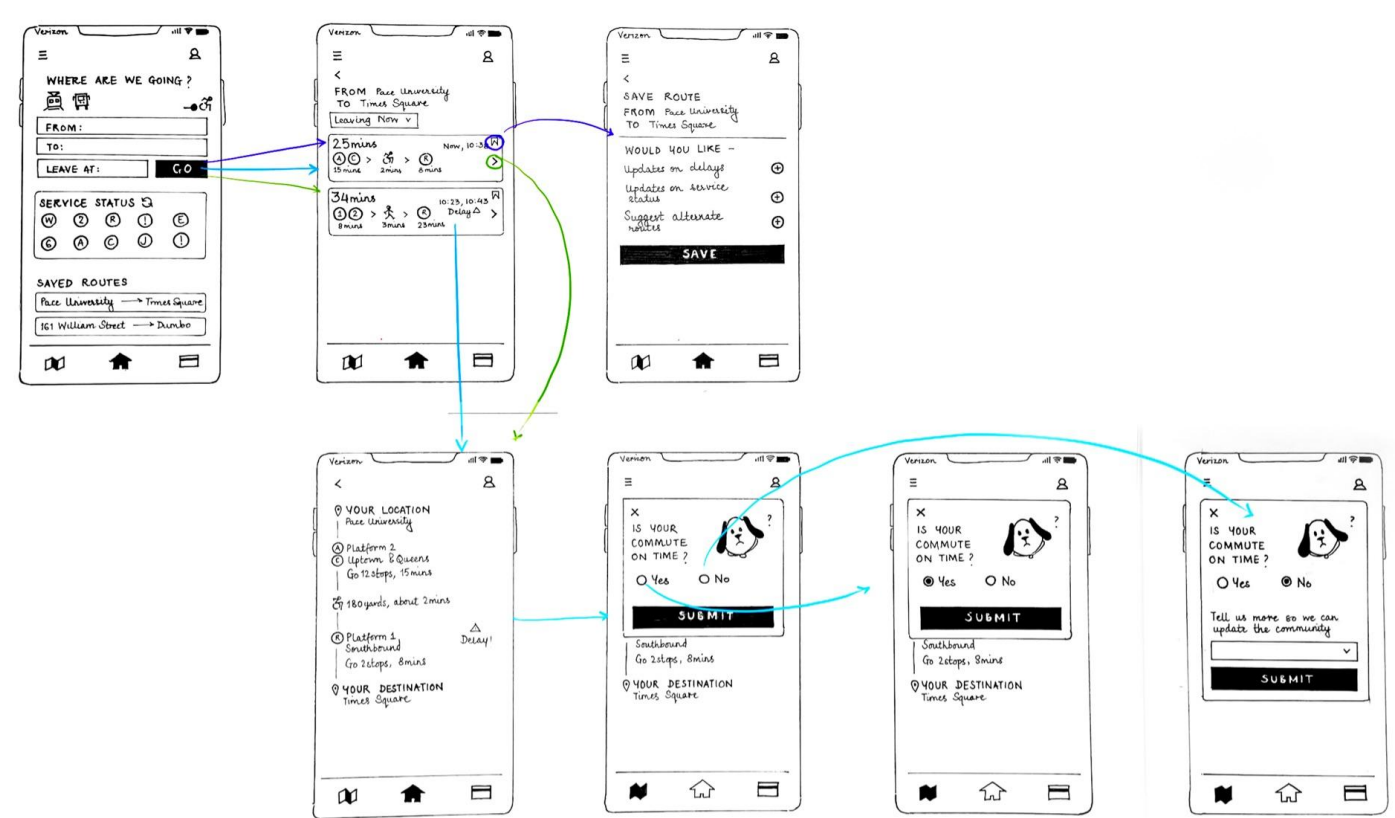 Verizon
WHERE ARE WE GOING?
FROM:
TO:
LEAVE AT:
GO
SERVICE STATUS
W 2 R ! E
6 A C J !
SAVED ROUTES
Pace University → Times Square
161 William Street → Dumbo
Verizon
FROM Pace University
TO Times Square
Leaving Now
25mins
Now, 10:3
A C > > R
15mins 2mins 8mins
34mins
10:23, 10:43
Delay
1 2 > > R
8mins 3mins 23mins
Verizon
SAVE ROUTE
FROM Pace University
TO Times Square
WOULD YOU LIKE -
Updates on delays
Updates on service
status
Suggest alternate
routes
SAVE
Verizon
YOUR LOCATION
Pace University
A Platform 2
C Uptown & Queens
Go 12 stops, 15mins
180 yards, about 2mins
R Platform 1
Southbound
Go 2 stops, 8mins
Delay!
YOUR DESTINATION
Times Square
Verizon
IS YOUR
COMMUTE
ON TIME?
?
Yes No
SUBMIT
Southbound
Go 2 stops, 8mins
YOUR DESTINATION
Times Square
Verizon
IS YOUR
COMMUTE
ON TIME?
?
Yes No
SUBMIT
Southbound
Go 2 stops, 8mins
YOUR DESTINATION
Times Square
Verizon
IS YOUR
COMMUTE
ON TIME?
?
Yes No
Tell us more so we can
update the community
SUBMIT